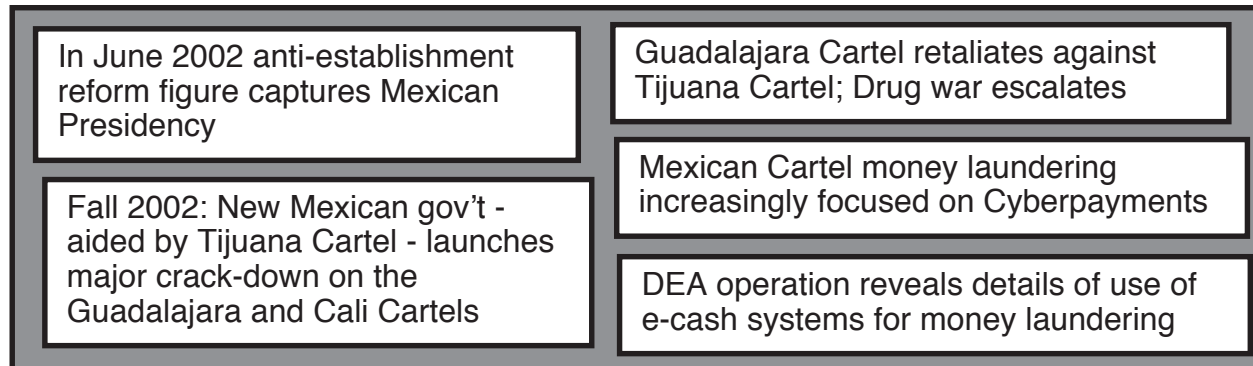 In June 2002 anti-establishment
reform figure captures Mexican
Presidency
Fall 2002: New Mexican gov’t -
aided by Tijuana Cartel - launches
major crack-down on the
Guadalajara and Cali Cartels
Guadalajara Cartel retaliates against
Tijuana Cartel; Drug war escalates
Mexican Cartel money laundering
increasingly focused on Cyberpayments
DEA operation reveals details of use of
e-cash systems for money laundering